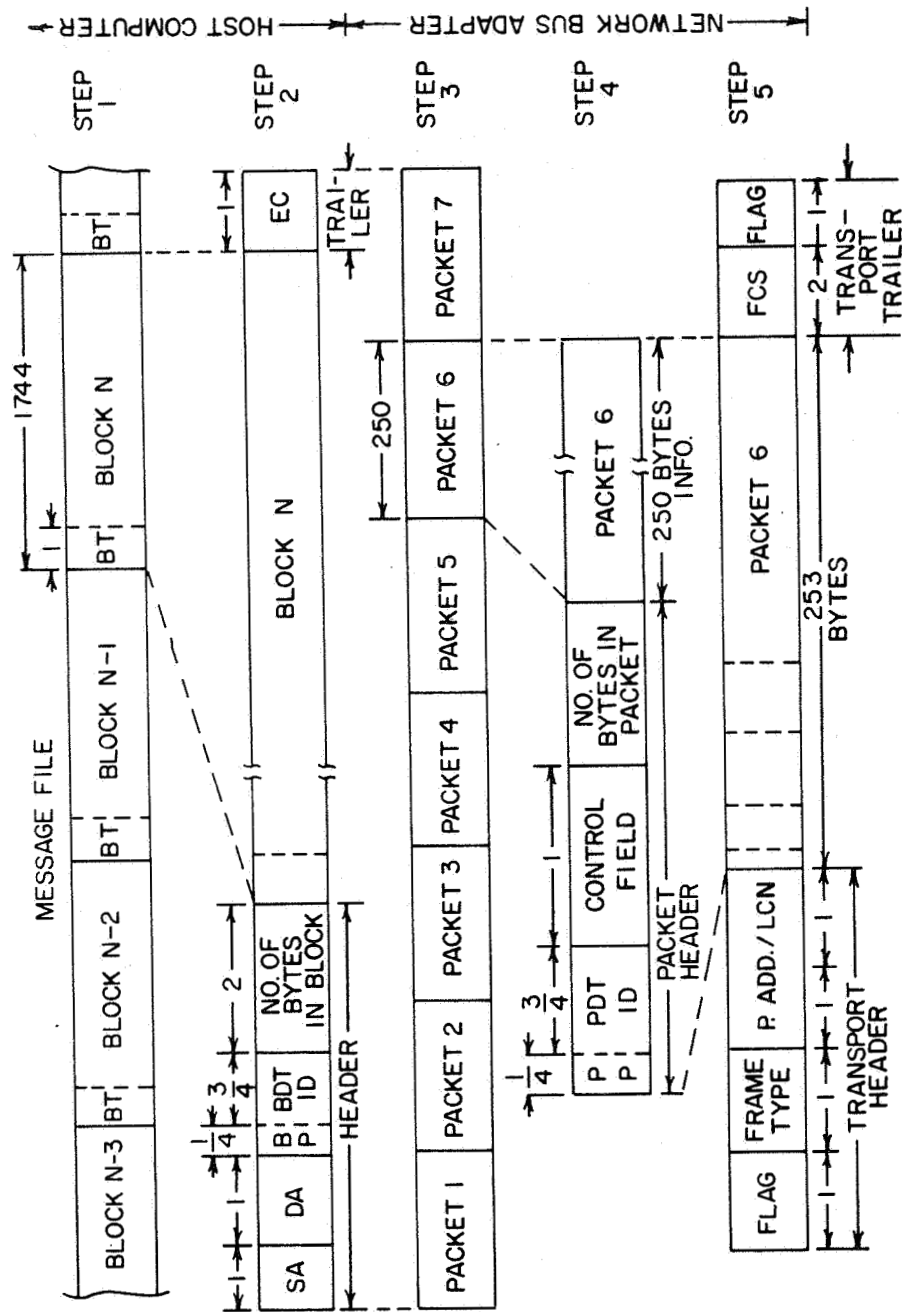 MESSAGE FILE
1
1744
BLOCK N-3
BT
BLOCK N-2
BT
BLOCK N-1
BT
BLOCK N
BT
STEP
1
1
1
1
4
3
4
2
1
SA
DA
B
P
BDT
ID
NO. OF
BYTES
IN BLOCK
BLOCK N
EC
HEADER
TRAI-
LER
STEP
2
HOST COMPUTER
250
PACKET 1
PACKET 2
PACKET 3
PACKET 4
PACKET 5
PACKET 6
PACKET 7
STEP
3
1
4
3
4
1
P
P
PDT
ID
CONTROL
FIELD
NO. OF
BYTES IN
PACKET
PACKET 6
PACKET
HEADER
250 BYTES
INFO.
STEP
4
FLAG
FRAME
TYPE
P. ADD./LCN
PACKET 6
FCS
FLAG
1
1
1
1
253
BYTES
2
1
TRANSPORT
HEADER
TRANS-
PORT
TRAILER
STEP
5
NETWORK BUS ADAPTER